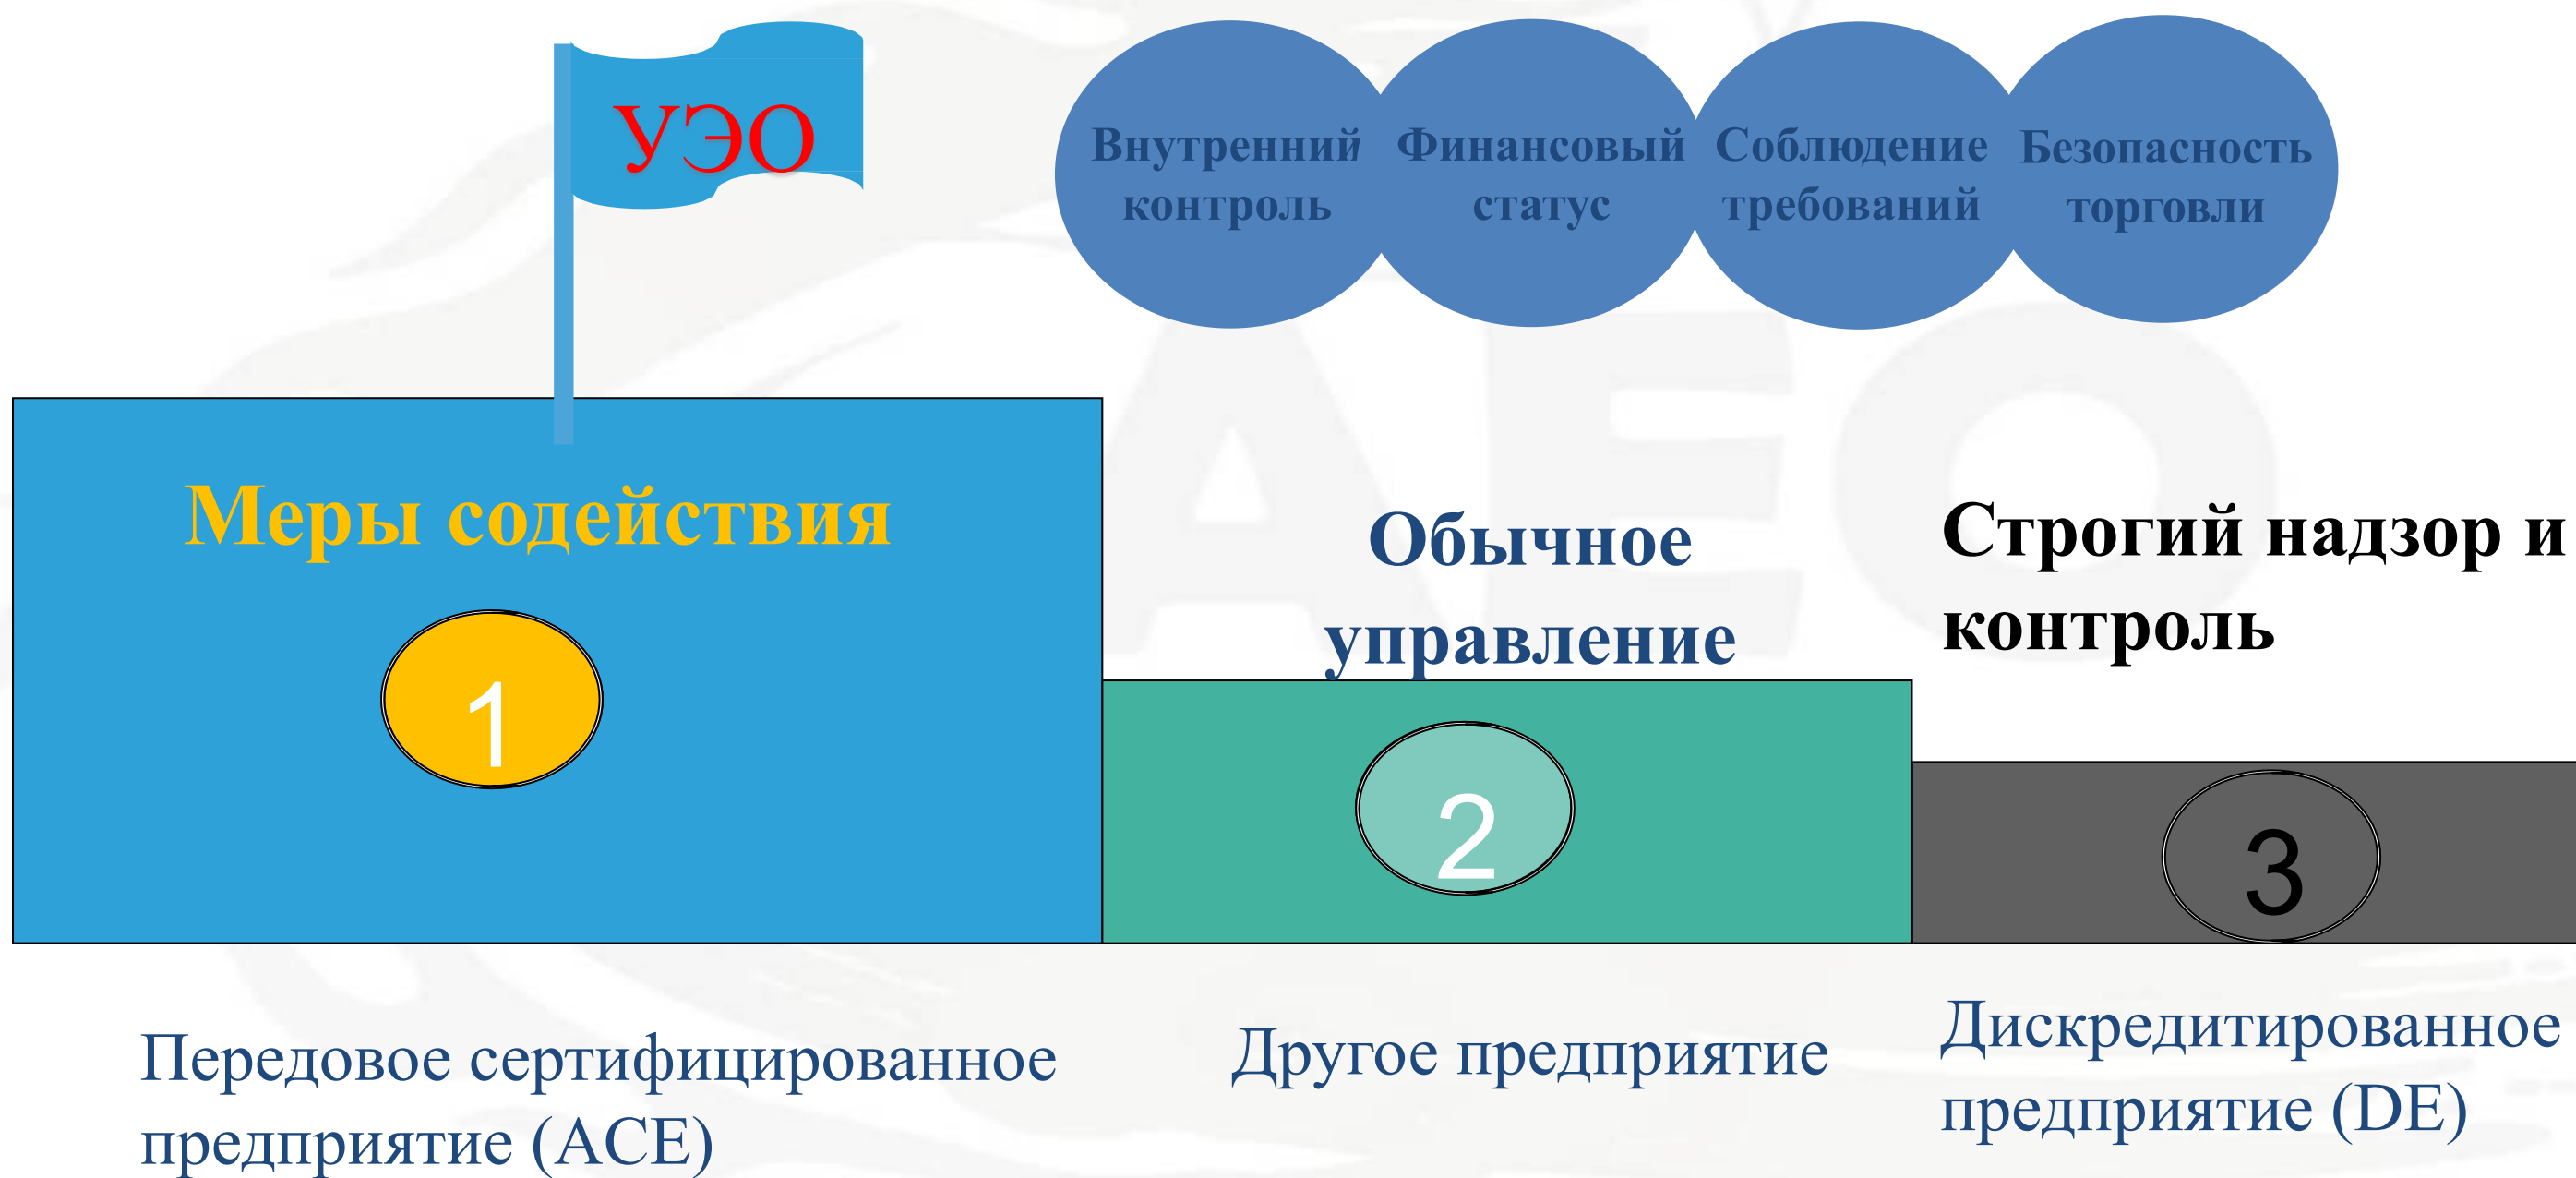 УЭО
Внутренний
контроль
Финансовый
статус
Соблюдение
требований
Безопасность
торговли
AEO
Меры содействия
1
Обычное
управление
2
Строгий надзор и
контроль
3
Передовое сертифицированное
предприятие (ACE)
Другое предприятие
Дискредитированное
предприятие (DE)